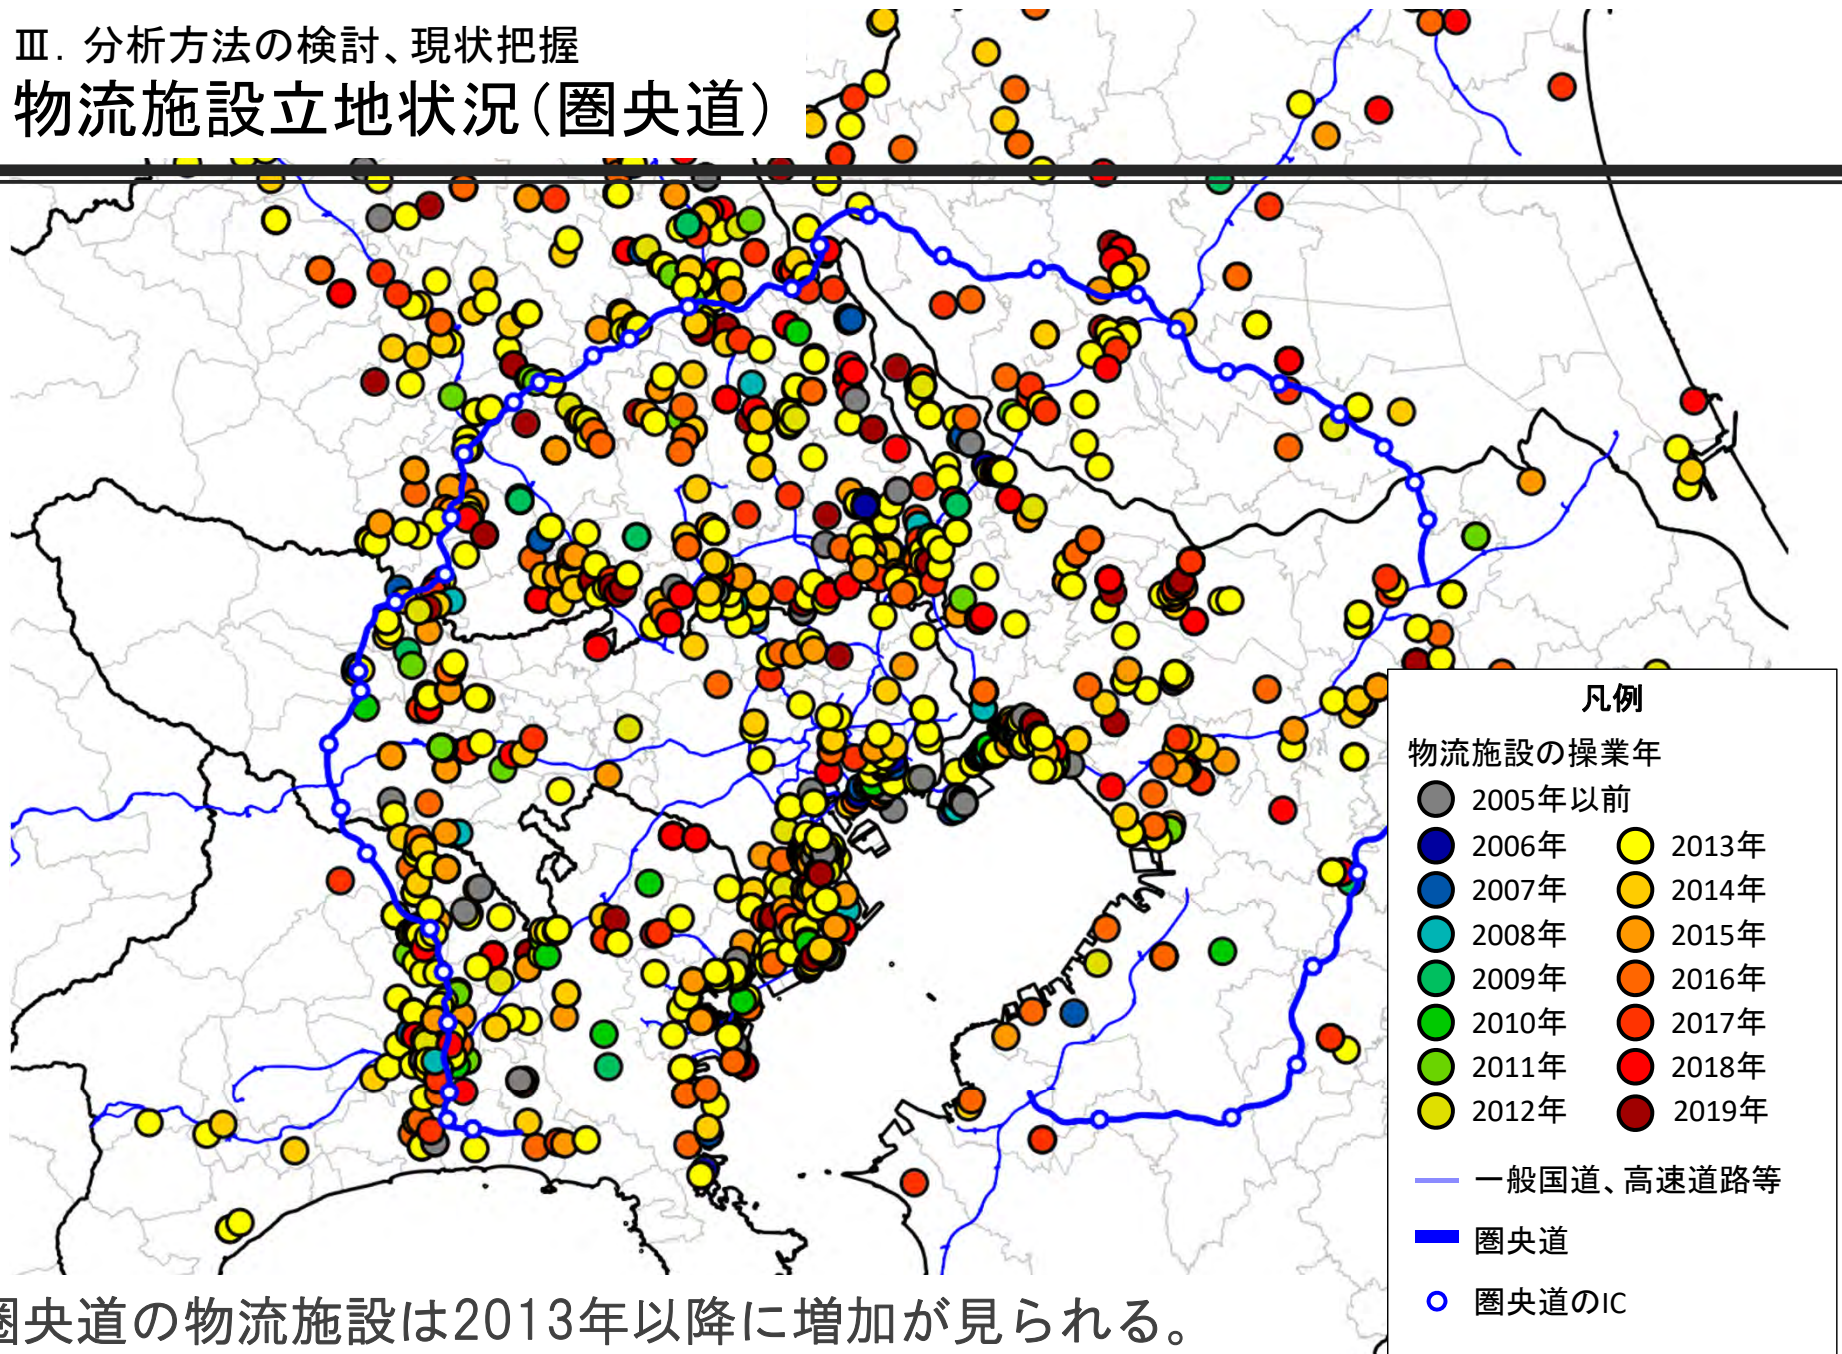 Ⅲ．分析方法の検討、現状把握
物流施設立地状況（圏央道）
凡例
物流施設の操業年
2005年以前
2006年
2007年
2008年
2009年
2010年
2011年
2012年
2013年
2014年
2015年
2016年
2017年
2018年
2019年
一般国道、高速道路等
圏央道
圏央道のIC
圏央道の物流施設は2013年以降に増加が見られる。